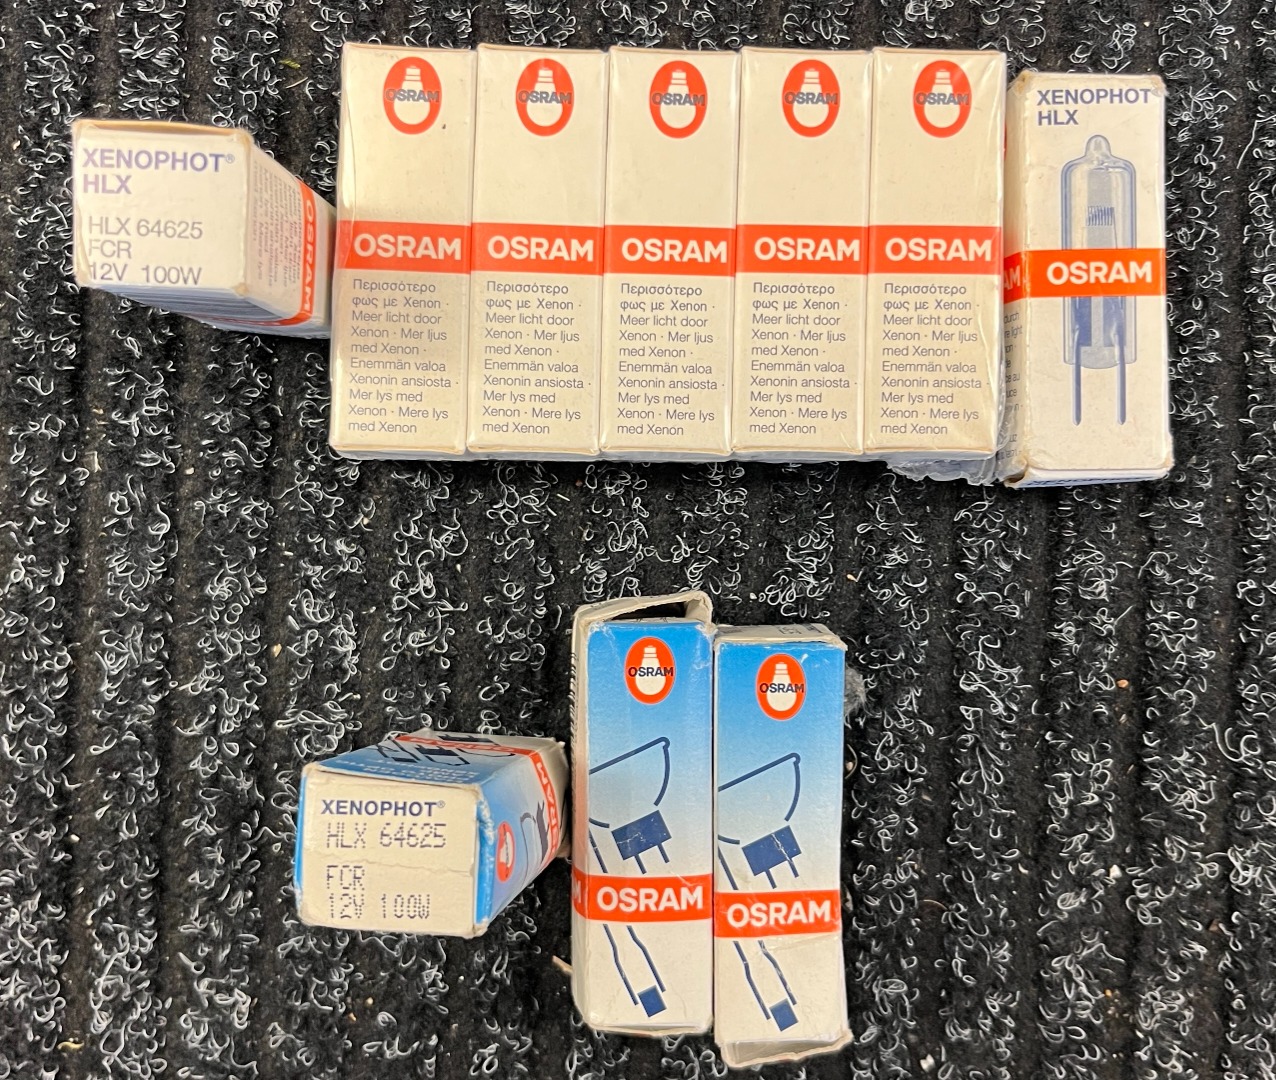 XENOPHOT®
HLX
HLX 64625
FCR
12V 100W
OSRAM
OSRAM
OSRAM
Περισσότερο
φως με Xenon ·
Meer licht door
Xenon · Mer ljus
med Xenon ·
Enemmän valoa
Xenonin ansiosta ·
Mer lys med
Xenon · Mere lys
med Xenon
OSRAM
OSRAM
Περισσότερο
φως με Xenon ·
Meer licht door
Xenon · Mer ljus
med Xenon ·
Enemmän valoa
Xenonin ansiosta ·
Mer lys med
Xenon · Mere lys
med Xenon
OSRAM
OSRAM
Περισσότερο
φως με Xenon ·
Meer licht door
Xenon · Mer ljus
med Xenon ·
Enemmän valoa
Xenonin ansiosta ·
Mer lys med
Xenon · Mere lys
med Xenon
OSRAM
OSRAM
Περισσότερο
φως με Xenon ·
Meer licht door
Xenon · Mer ljus
med Xenon ·
Enemmän valoa
Xenonin ansiosta ·
Mer lys med
Xenon · Mere lys
med Xenon
OSRAM
OSRAM
Περισσότερο
φως με Xenon ·
Meer licht door
Xenon · Mer ljus
med Xenon ·
Enemmän valoa
Xenonin ansiosta ·
Mer lys med
Xenon · Mere lys
med Xenon
XENOPHOT
HLX
AM
OSRAM
XENOPHOT®
HLX 64625
FCR
12V 100W
OSRAM
OSRAM
OSRAM
OSRAM